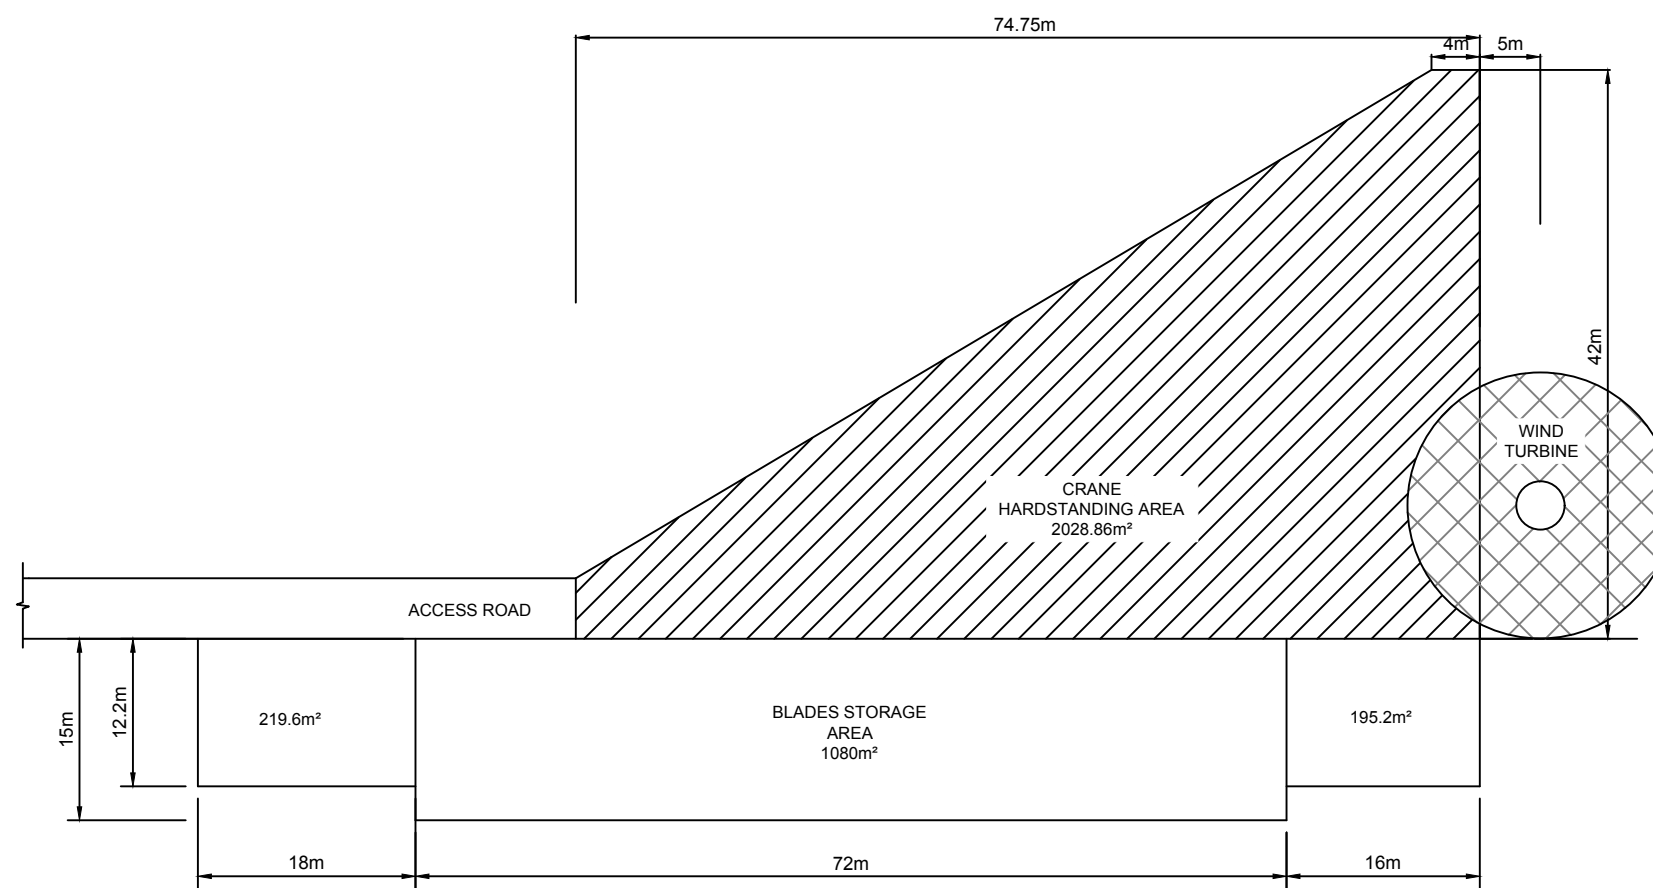 74.75m
4m
5m
42m
WIND
TURBINE
CRANE
HARDSTANDING AREA
2028.86m²
ACCESS ROAD
15m
12.2m
219.6m²
BLADES STORAGE
AREA
1080m²
195.2m²
18m
72m
16m